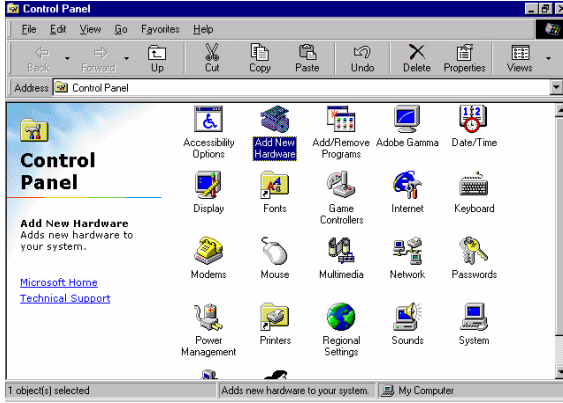 Control Panel
File Edit View Go Favorites Help
Back Forward Up Cut Copy Paste Undo Delete Properties Views
Address Control Panel
Control
Panel
Add New Hardware
Adds new hardware to
your system.
Microsoft Home
Technical Support
Accessibility
Options
Add New
Hardware
Add/Remove
Programs
Adobe Gamma
Date/Time
Display
Fonts
Game
Controllers
Internet
Keyboard
Modems
Mouse
Multimedia
Network
Passwords
Power
Management
Printers
Regional
Settings
Sounds
System
1 object(s) selected
Adds new hardware to your system.
My Computer